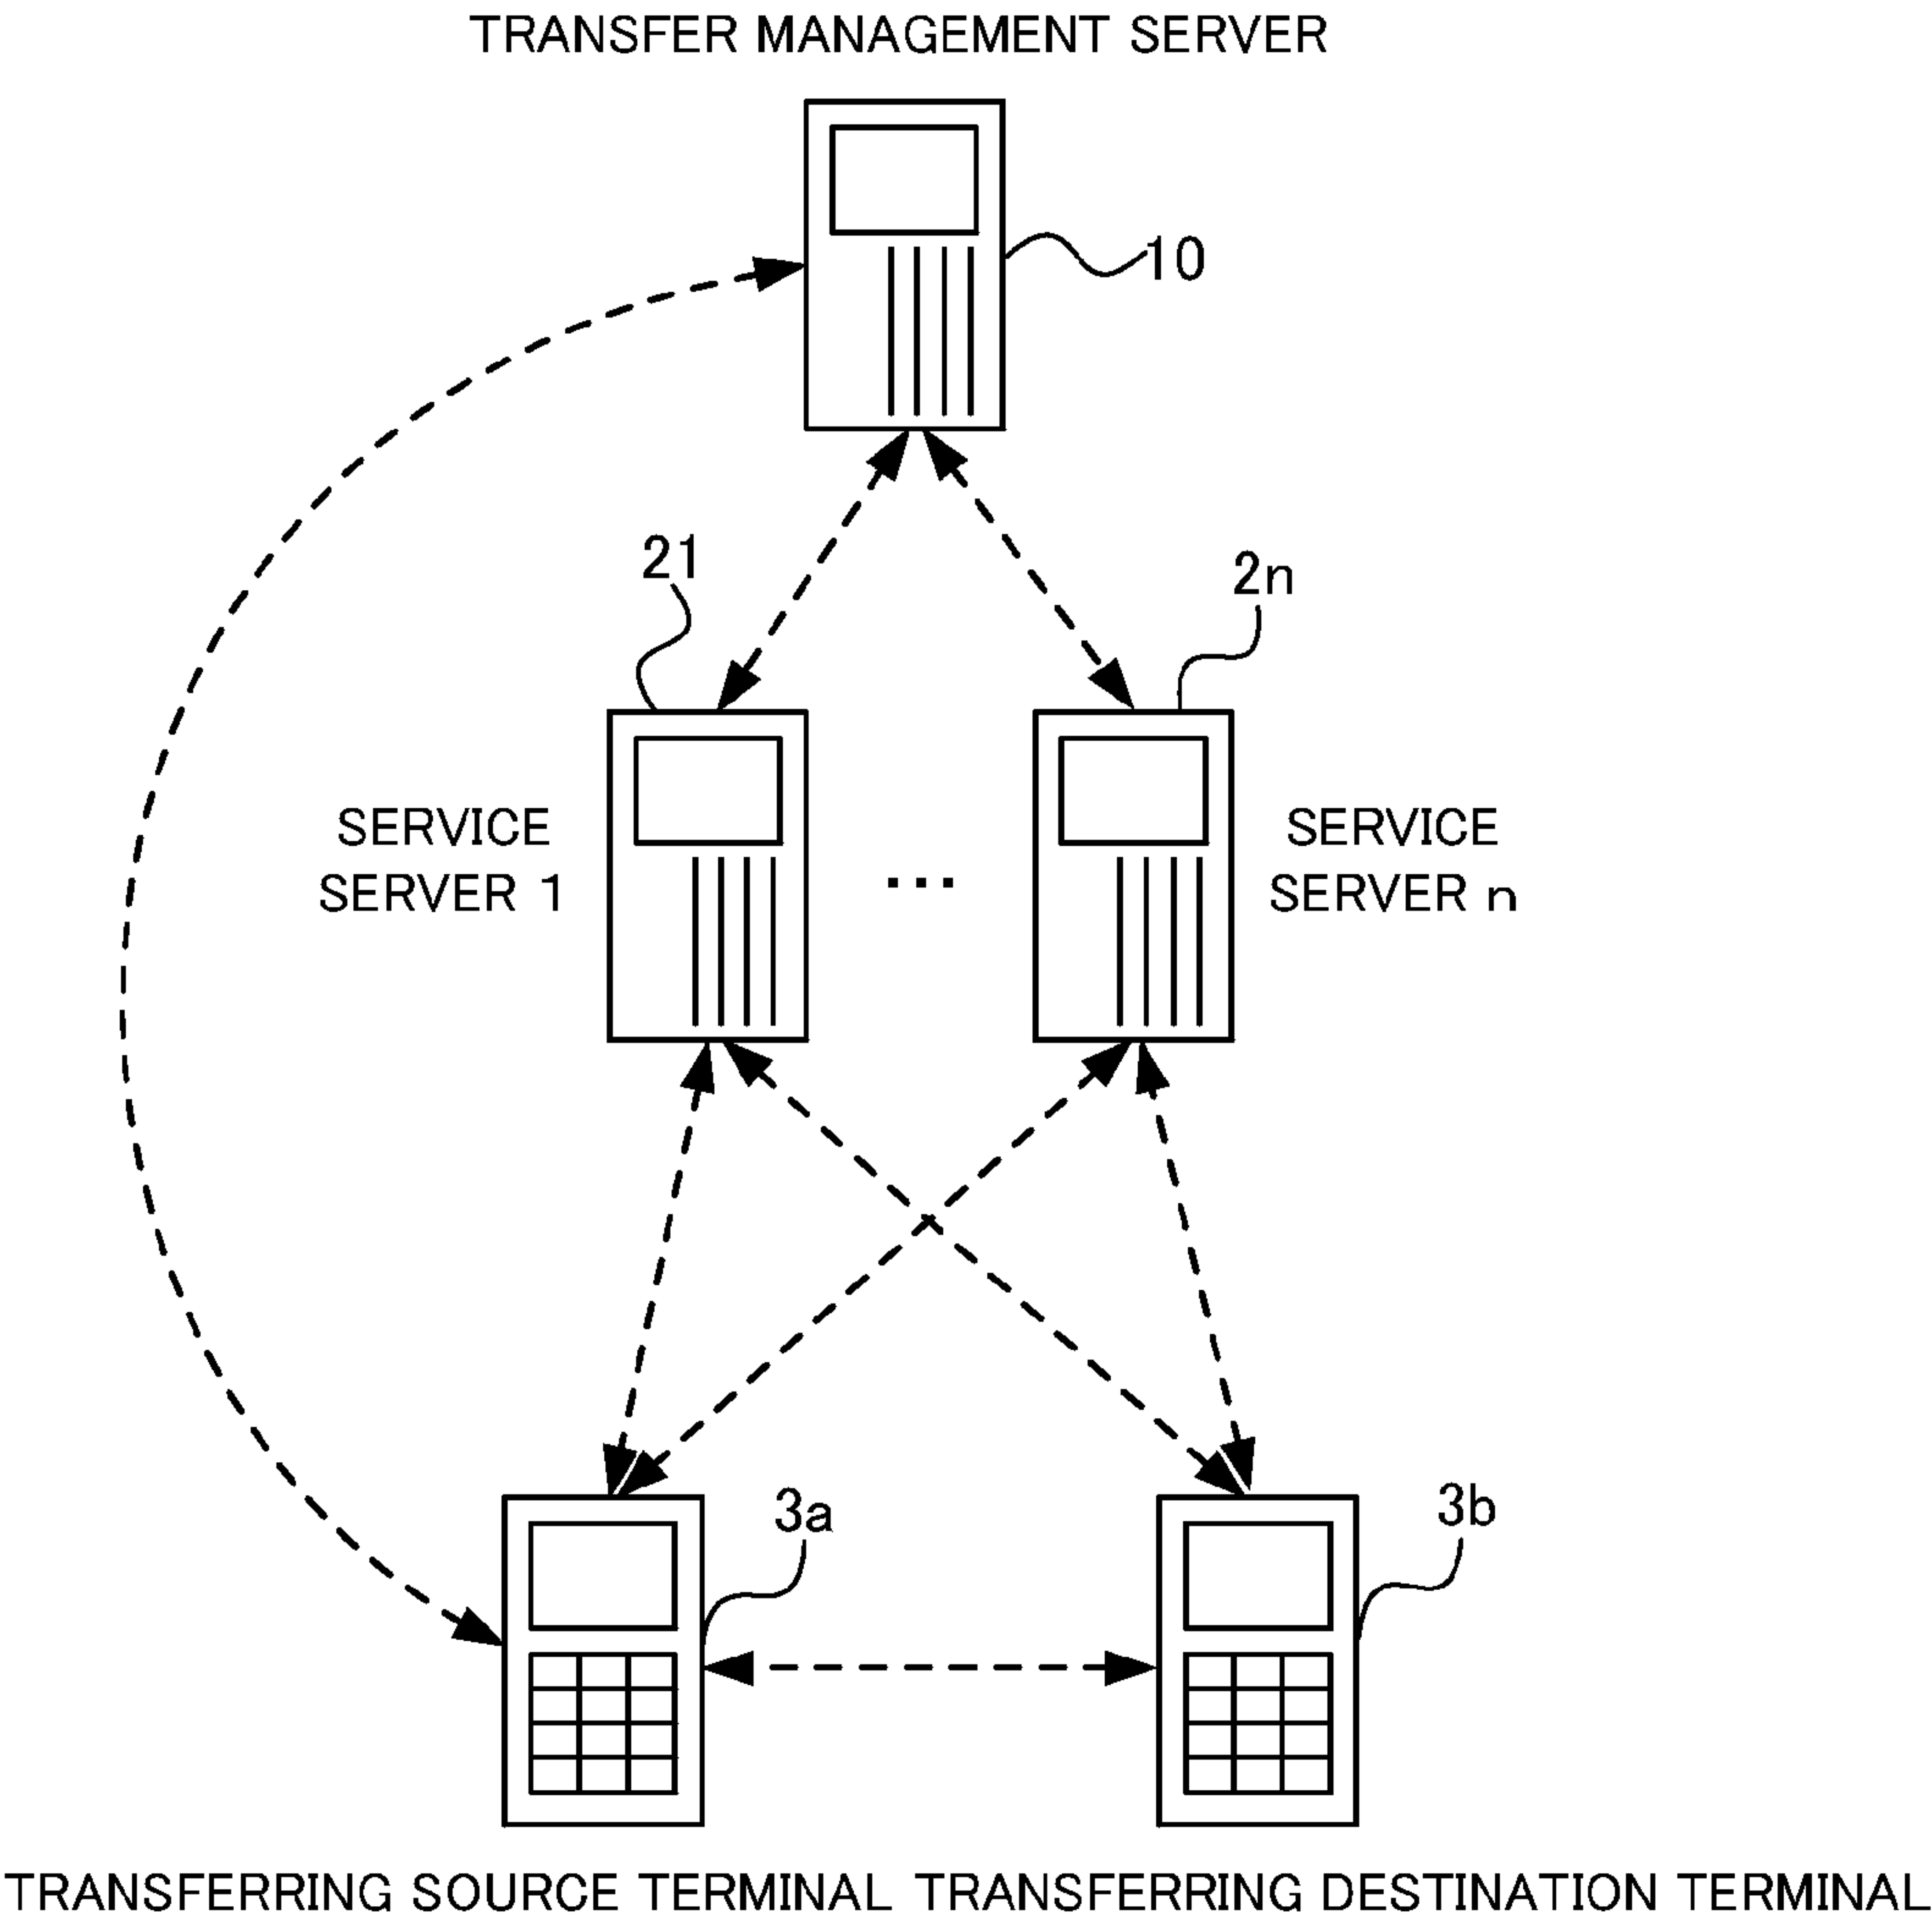 TRANSFER MANAGEMENT SERVER
10
21
2n
SERVICE
SERVER 1
...
SERVICE
SERVER n
3a
3b
TRANSFERRING SOURCE TERMINAL
TRANSFERRING DESTINATION TERMINAL